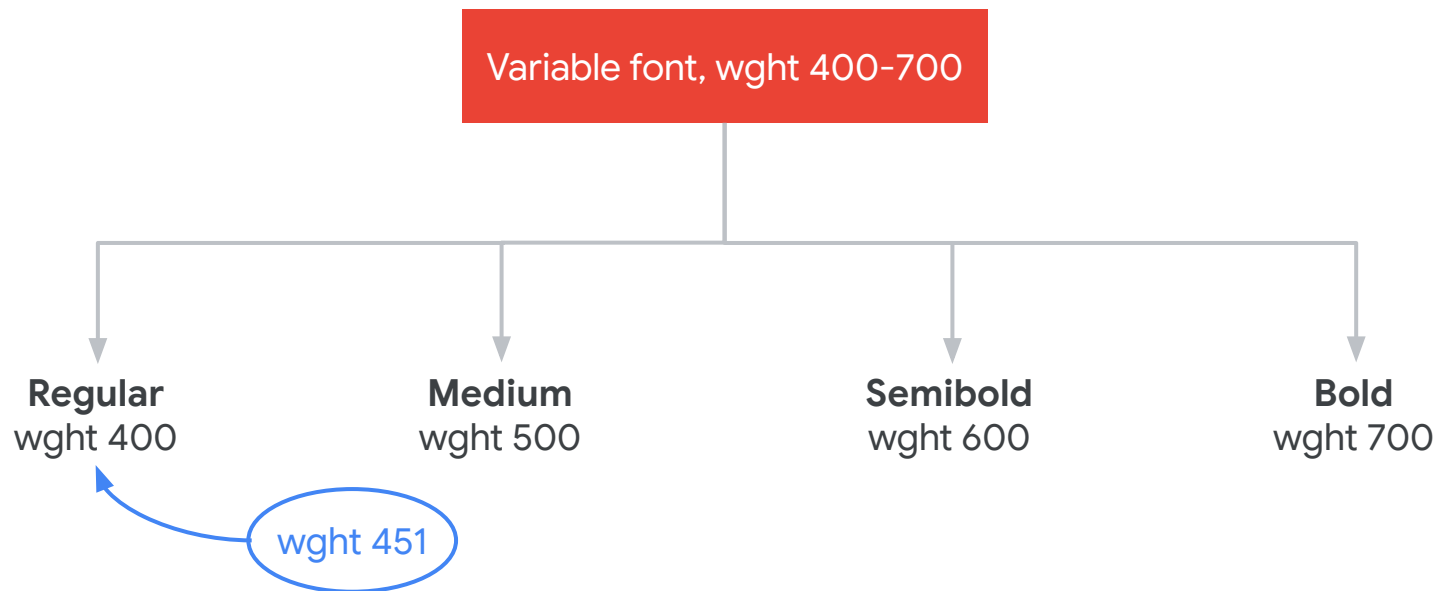 Variable font, wght 400-700
Regular
wght 400
Medium
wght 500
Semibold
wght 600
Bold
wght 700
wght 451